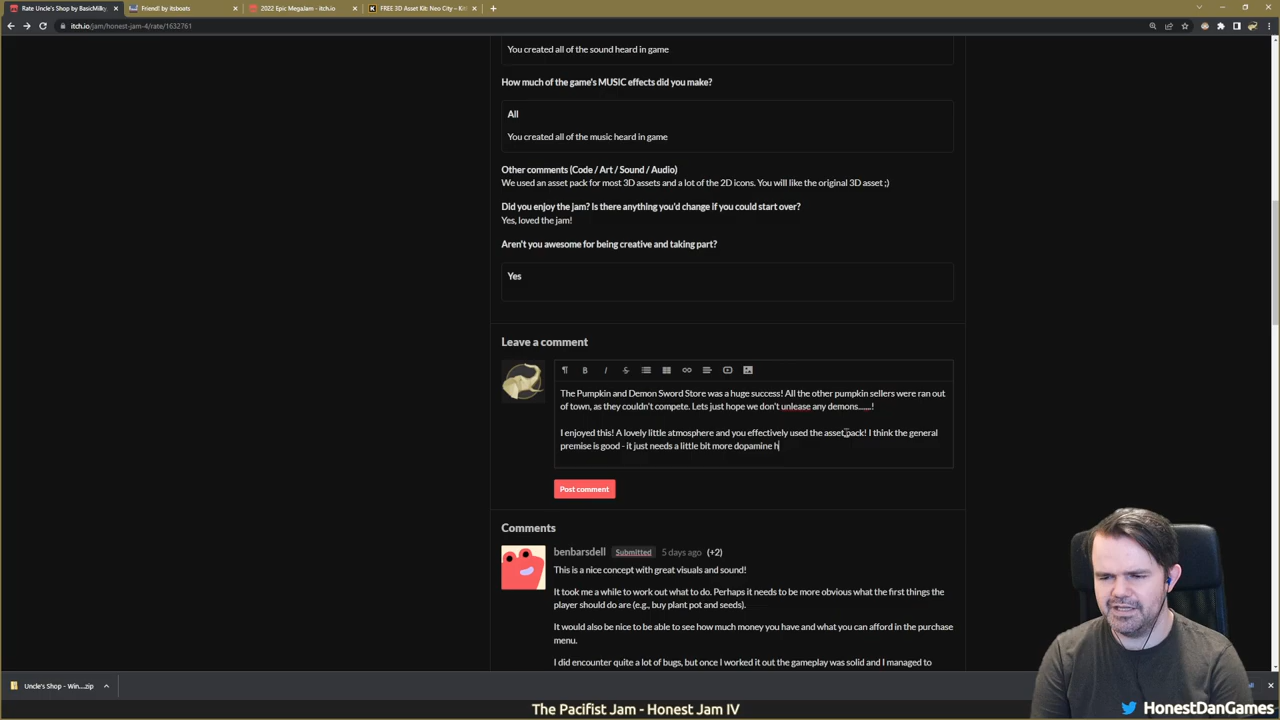 Rate Uncle's Shop by BasicMilky
Friend! by itsboats
2022 Epic MegaJam - itch.io
FREE 3D Asset Kit: Neo City – Ki
itch.io/jam/honest-jam-4/rate/1632761
You created all of the sound heard in game
How much of the game's MUSIC effects did you make?
All
You created all of the music heard in game
Other comments (Code / Art / Sound / Audio)
We used an asset pack for most 3D assets and a lot of the 2D icons. You will like the original 3D asset ;)
Did you enjoy the jam? Is there anything you'd change if you could start over?
Yes, loved the jam!
Aren't you awesome for being creative and taking part?
Yes
Leave a comment
The Pumpkin and Demon Sword Store was a huge success! All the other pumpkin sellers were ran out
of town, as they couldn't compete. Lets just hope we don't unlease any demons......!
I enjoyed this! A lovely little atmosphere and you effectively used the asset pack! I think the general
premise is good - it just needs a little bit more dopamine h
Post comment
Comments
benbarsdell Submitted 5 days ago (+2)
This is a nice concept with great visuals and sound!
It took me a while to work out what to do. Perhaps it needs to be more obvious what the first things the
player should do are (e.g., buy plant pot and seeds).
It would also be nice to be able to see how much money you have and what you can afford in the purchase
menu.
I did encounter quite a lot of bugs, but once I worked it out the gameplay was solid and I managed to
Uncle's Shop - Win....zip
The Pacifist Jam - Honest Jam IV
HonestDanGames